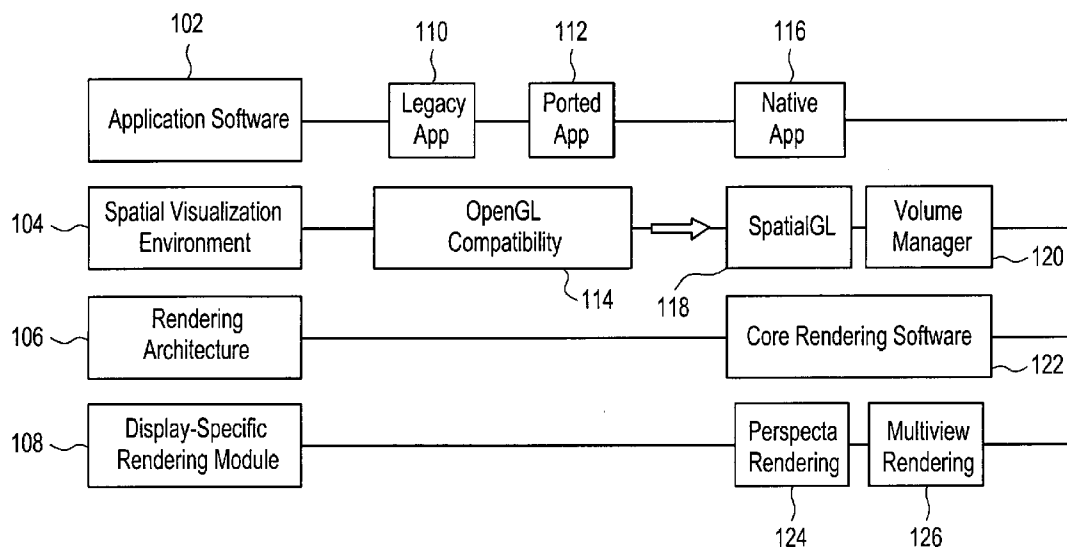 102
110
112
116
Application Software
Legacy
App
Ported
App
Native
App
104
Spatial Visualization
Environment
OpenGL
Compatibility
SpatialGL
Volume
Manager
114
118
120
106
Rendering
Architecture
Core Rendering Software
122
108
Display-Specific
Rendering Module
Perspecta
Rendering
Multiview
Rendering
124
126